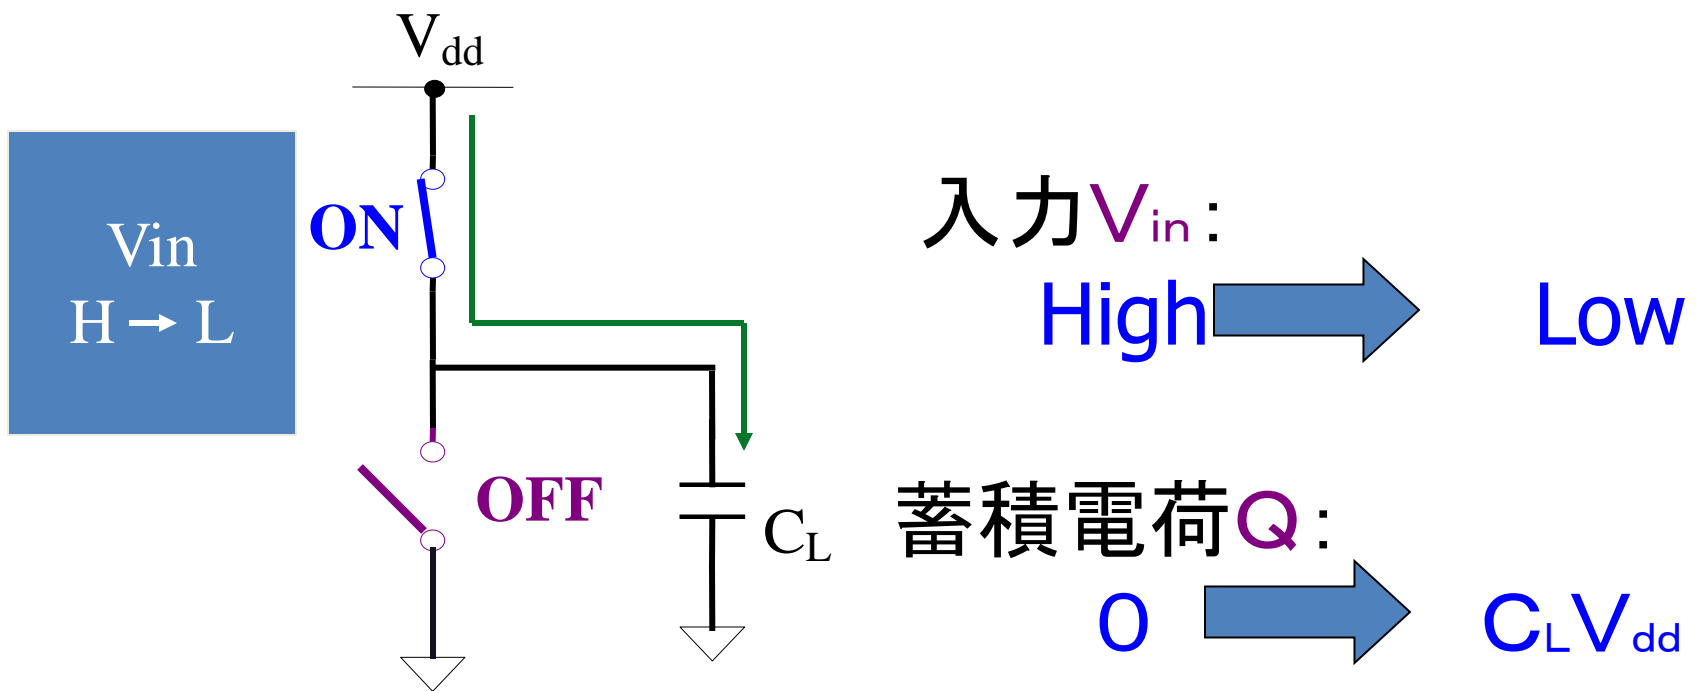 Vdd
Vin
H → L
ON
OFF
CL
入力Vin:
High
Low
蓄積電荷Q:
0
CLVdd